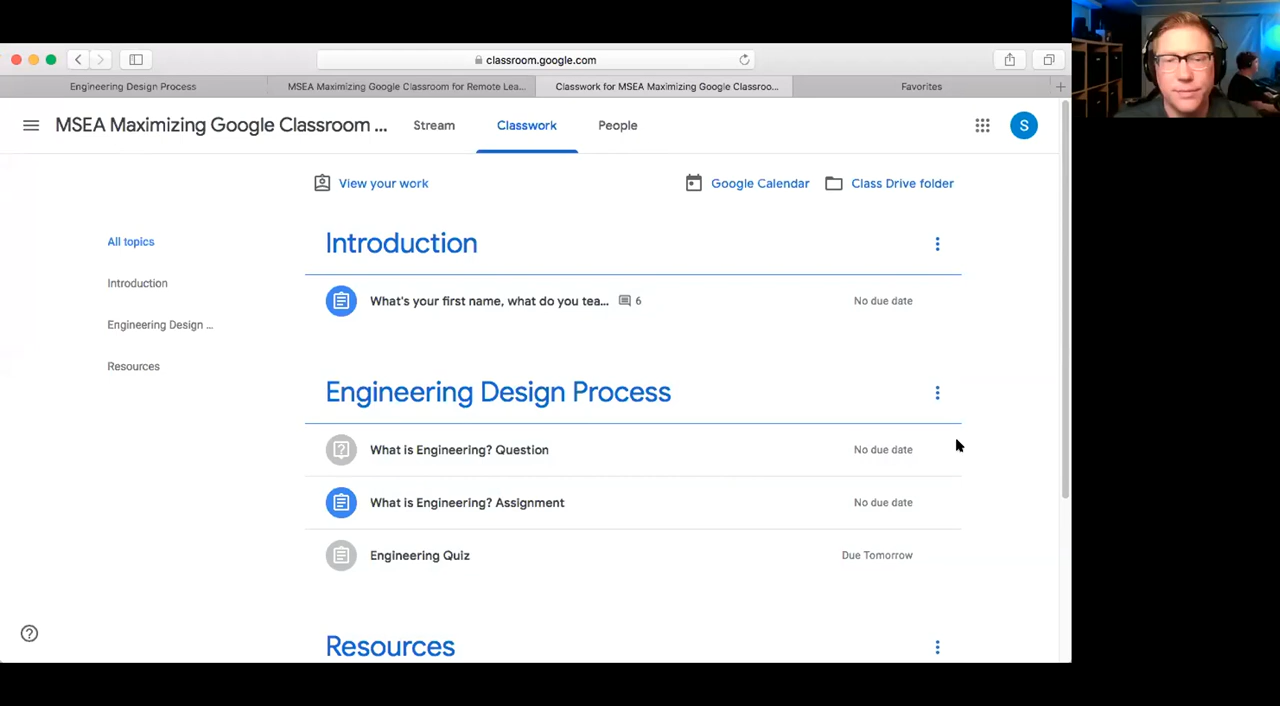 classroom.google.com
Engineering Design Process
MSEA Maximizing Google Classroom for Remote Lea...
Classwork for MSEA Maximizing Google Classroo...
Favorites
MSEA Maximizing Google Classroom ...
Stream
Classwork
People
S
View your work
Google Calendar
Class Drive folder
All topics
Introduction
Engineering Design ...
Resources
Introduction
What's your first name, what do you tea...
6
No due date
Engineering Design Process
What is Engineering? Question
No due date
What is Engineering? Assignment
No due date
Engineering Quiz
Due Tomorrow
Resources